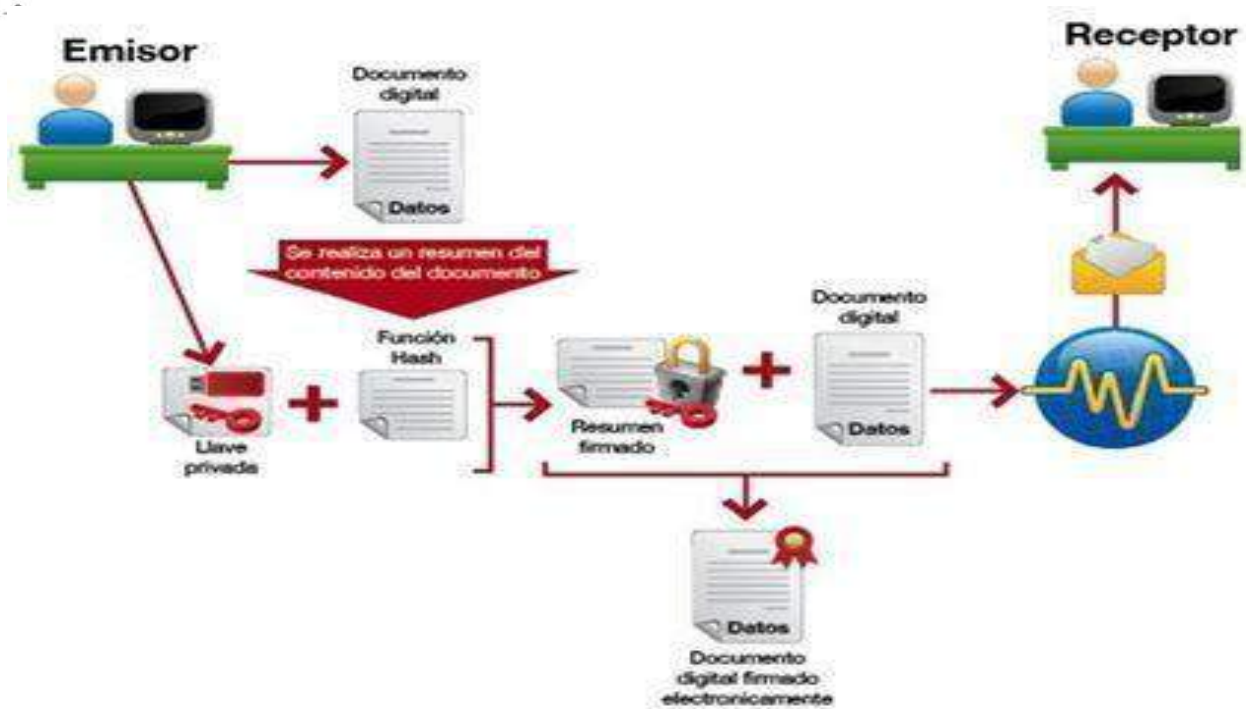 Emisor
Receptor
Documento
digital
Datos
Se realiza un resumen del
contenido del documento
Función
Hash
Llave
privada
Resumen
firmado
Documento
digital
Datos
Datos
Documento
digital firmado
electronicamente